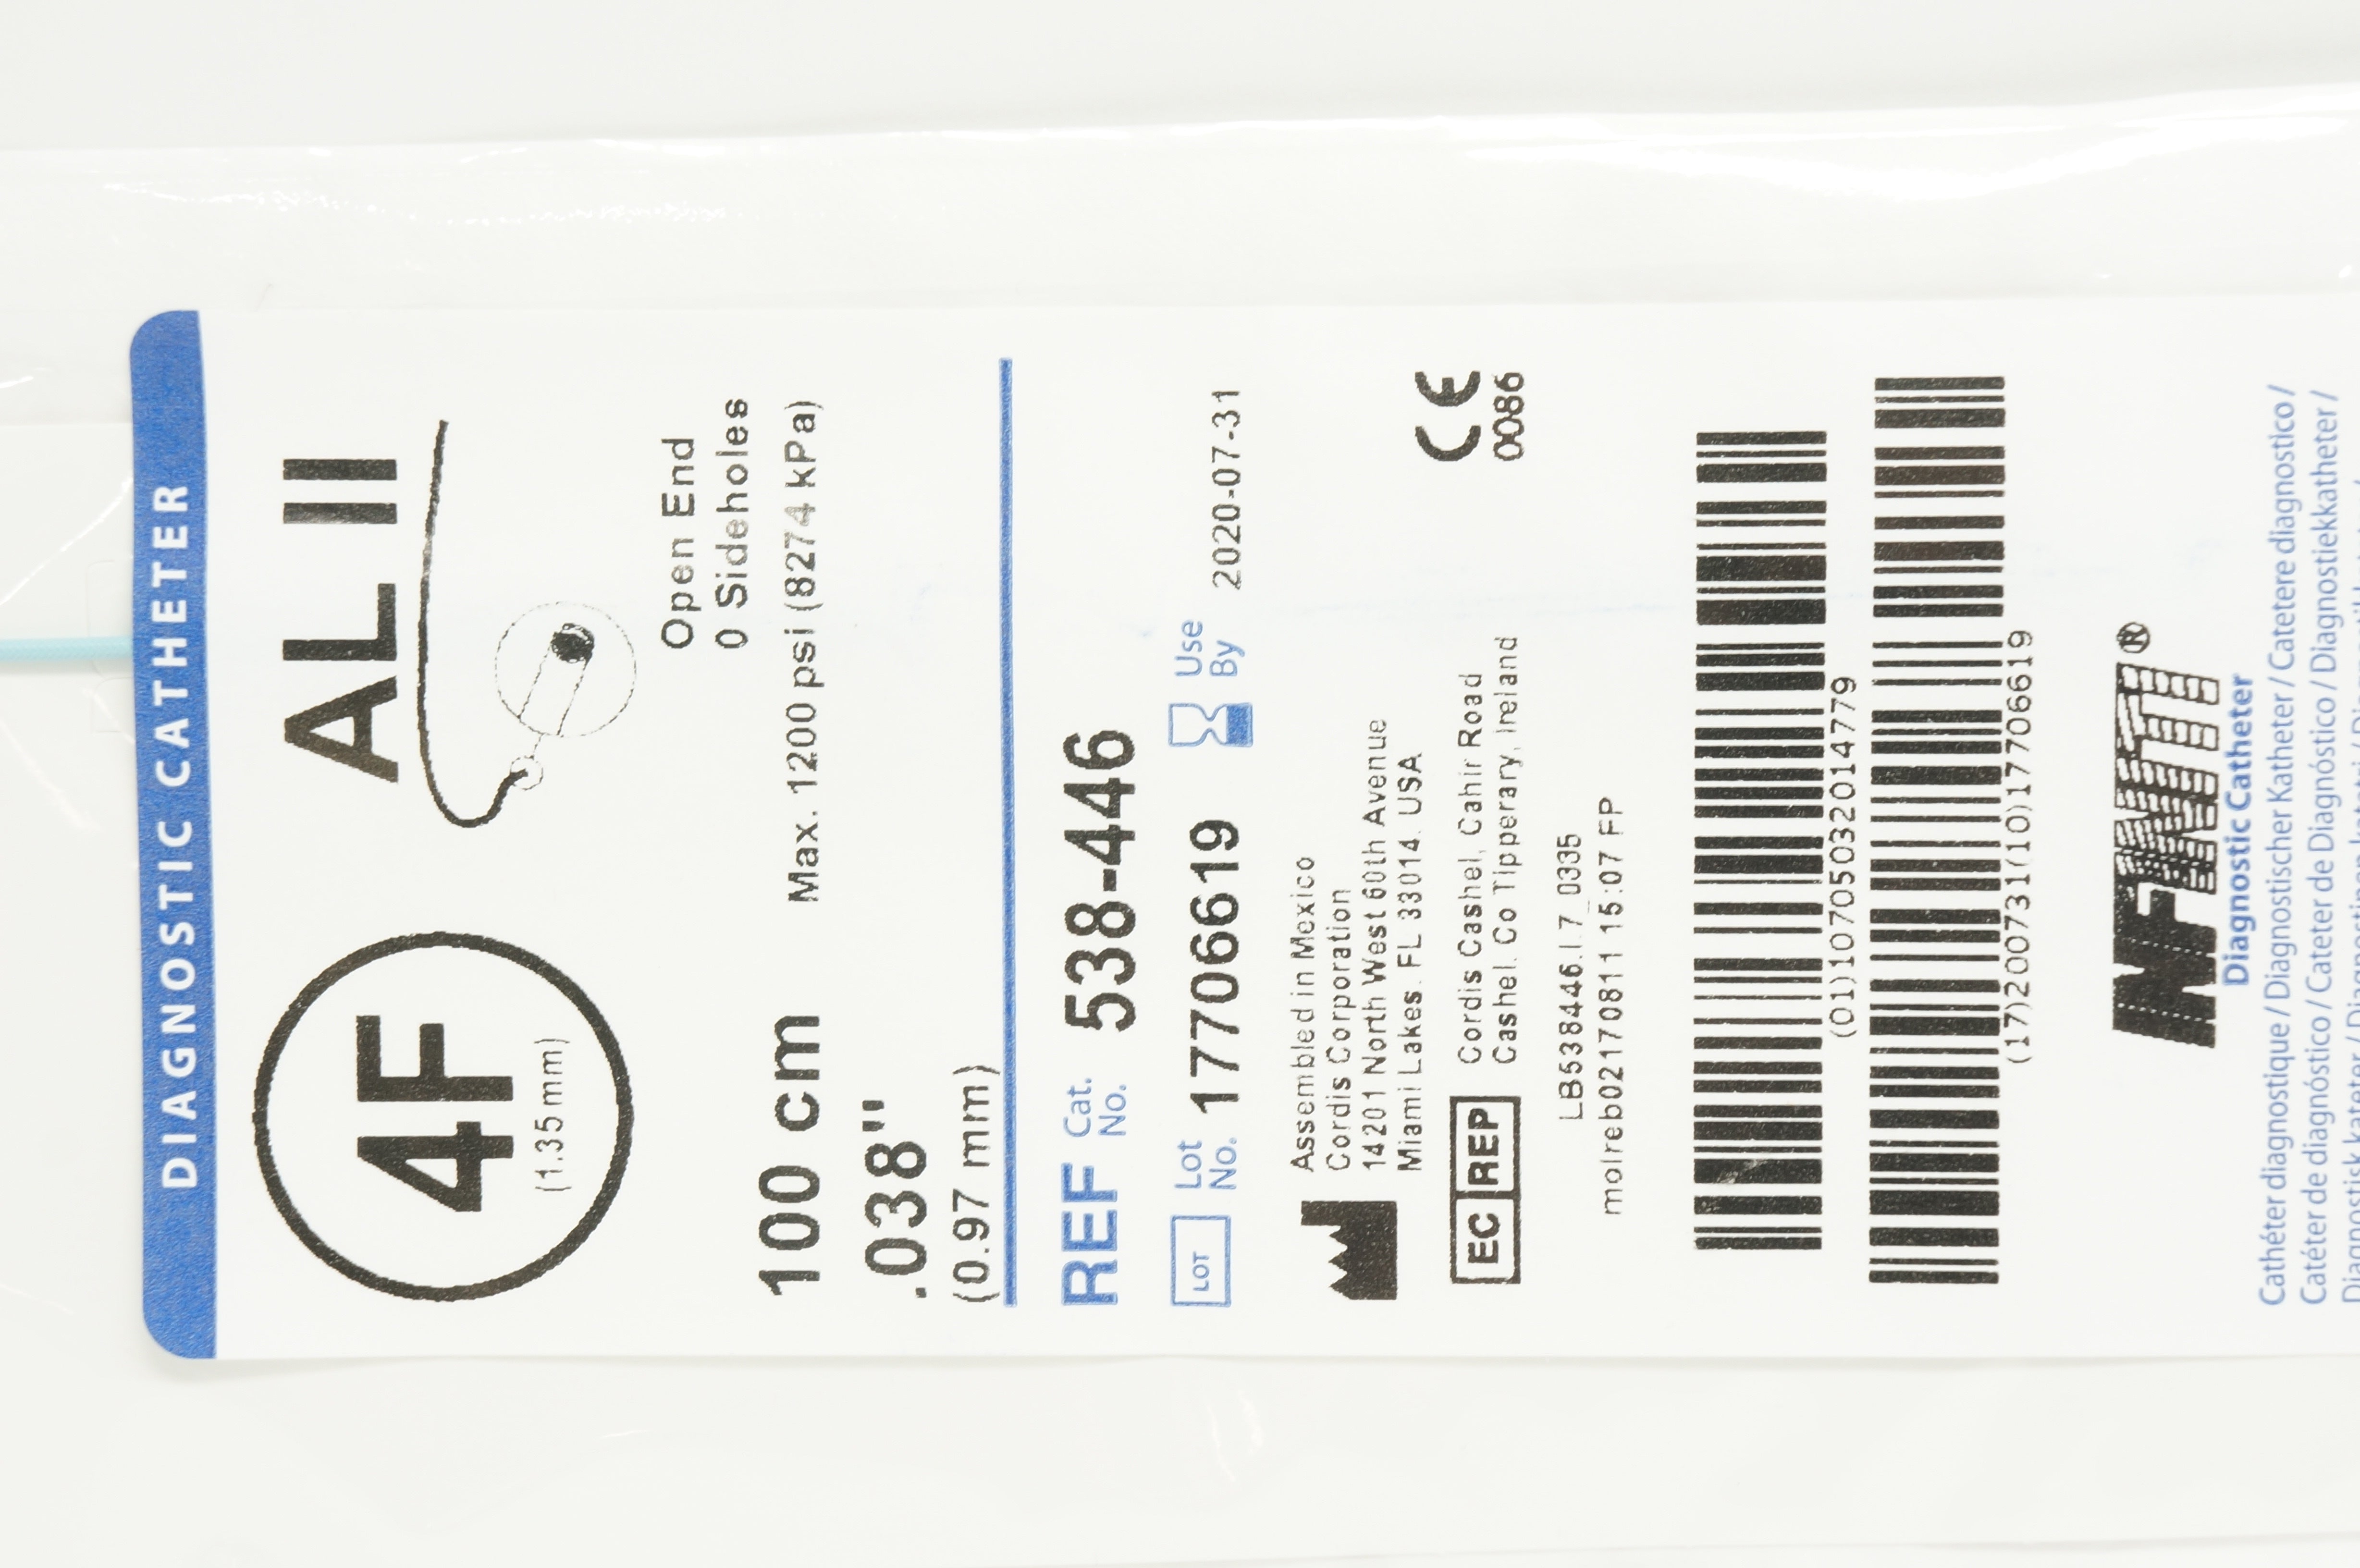 DIAGNOSTIC CATHETER
4F
(1.35 mm)
AL II
Open End
0 Sideholes
100 cm
Max. 1200 psi (8274 kPa)
.038"
(0.97 mm)
REF Cat. No. 538-446
LOT Lot No. 17706619
Use By 2020-07-31
Assembled in Mexico
Cordis Corporation
14201 North West 60th Avenue
Miami Lakes, FL 33014, USA
CE
0086
EC REP
Cordis Cashel, Cahir Road
Cashel, Co Tipperary, Ireland
LB538446.I.7_0335
molreb02170811 15:07 FP
(01)10705032014779
(17)200731(10)17706619
INFINITI®
Diagnostic Catheter
Cathéter diagnostique / Diagnostischer Katheter / Catetere diagnostico /
Catéter de diagnóstico / Cateter de Diagnóstico / Diagnostiekkatheter /